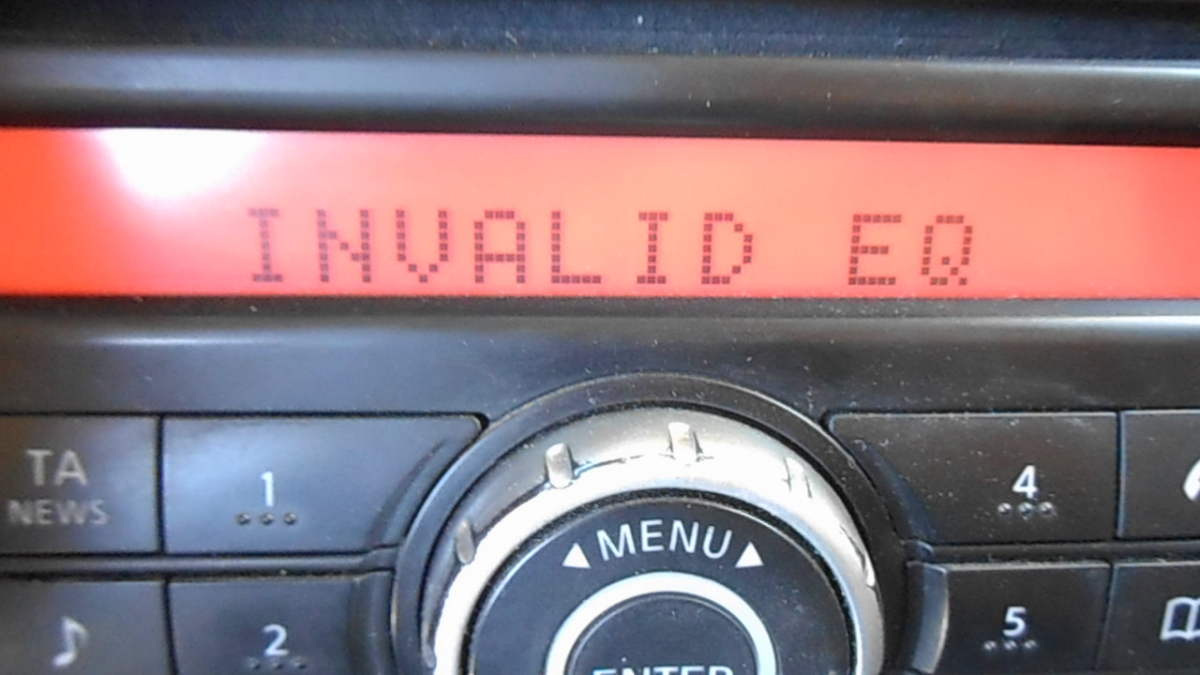 INVALID EQ
TA
NEWS
1
4
MENU
2
5
ENTER